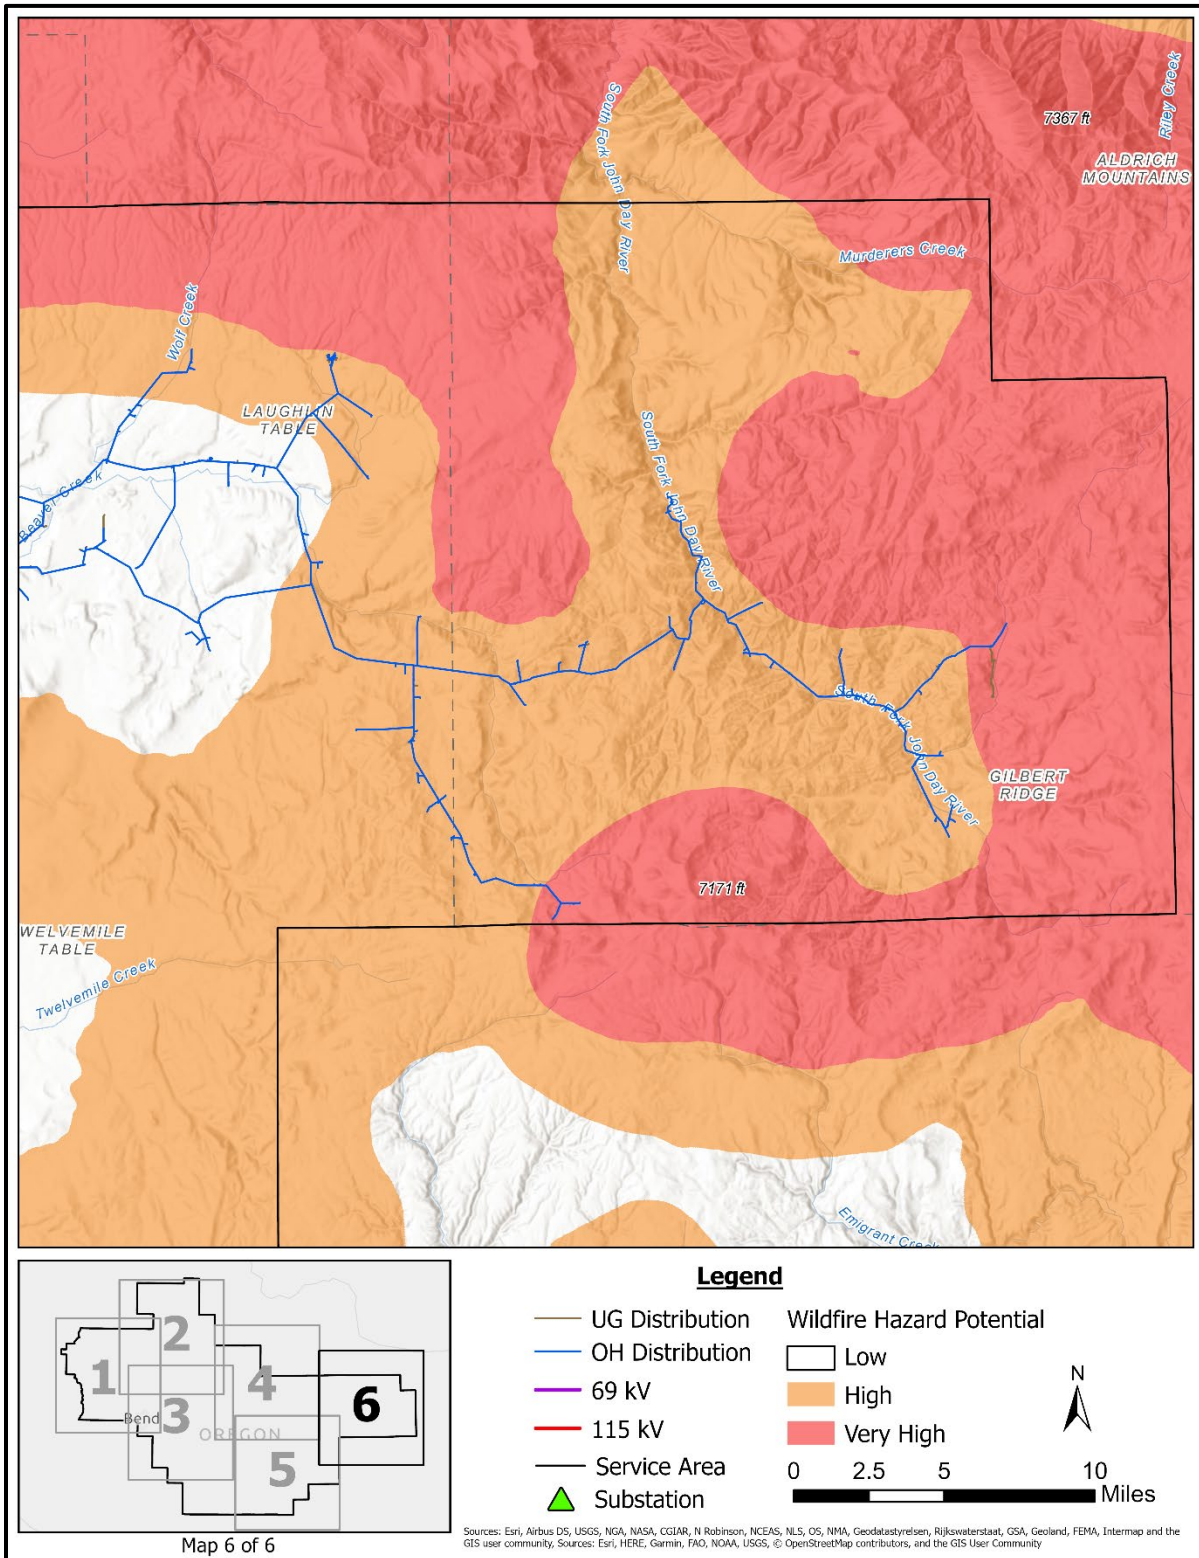 South Fork John Day River
Riley Creek
7367 ft
ALDRICH
MOUNTAINS
Murderers Creek
Wolf Creek
LAUGHLIN
TABLE
South Fork John Day River
Beaver Creek
South Fork John Day River
GILBERT
RIDGE
7171 ft
WELVEMILE
TABLE
Twelvemile Creek
Emigrant Creek
1
2
3
4
5
6
Bend
OREGON
Map 6 of 6
Legend
UG Distribution
OH Distribution
69 kV
115 kV
Service Area
Substation
Wildfire Hazard Potential
Low
High
Very High
N
0 2.5 5 10
Miles
Sources: Esri, Airbus DS, USGS, NGA, NASA, CGIAR, N Robinson, NCEAS, NLS, OS, NMA, Geodatastyrelsen, Rijkswaterstaat, GSA, Geoland, FEMA, Intermap and the
GIS user community, Sources: Esri, HERE, Garmin, FAO, NOAA, USGS, © OpenStreetMap contributors, and the GIS User Community